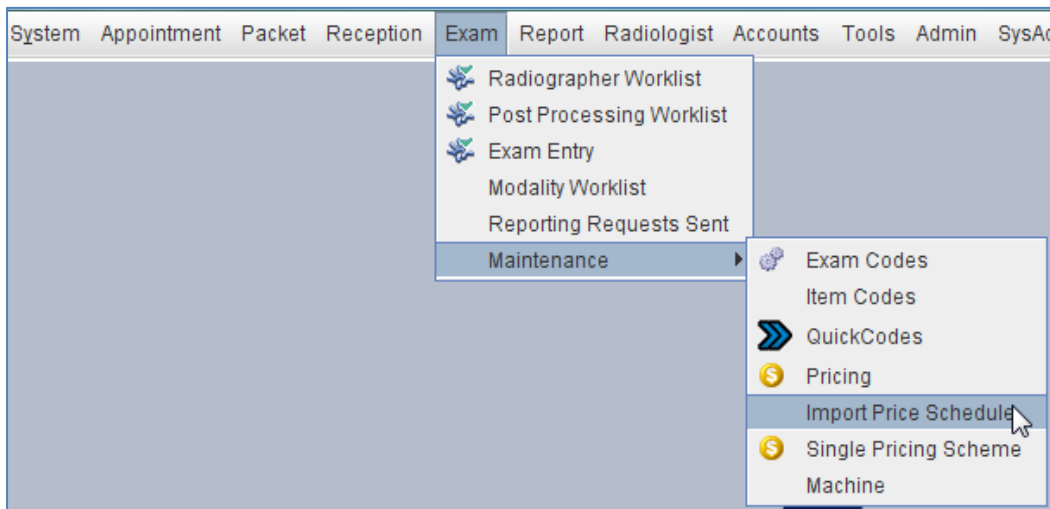 System Appointment Packet Reception Exam Report Radiologist Accounts Tools Admin SysAd
Radiographer Worklist
Post Processing Worklist
Exam Entry
Modality Worklist
Reporting Requests Sent
Maintenance
Exam Codes
Item Codes
QuickCodes
Pricing
Import Price Schedule
Single Pricing Scheme
Machine